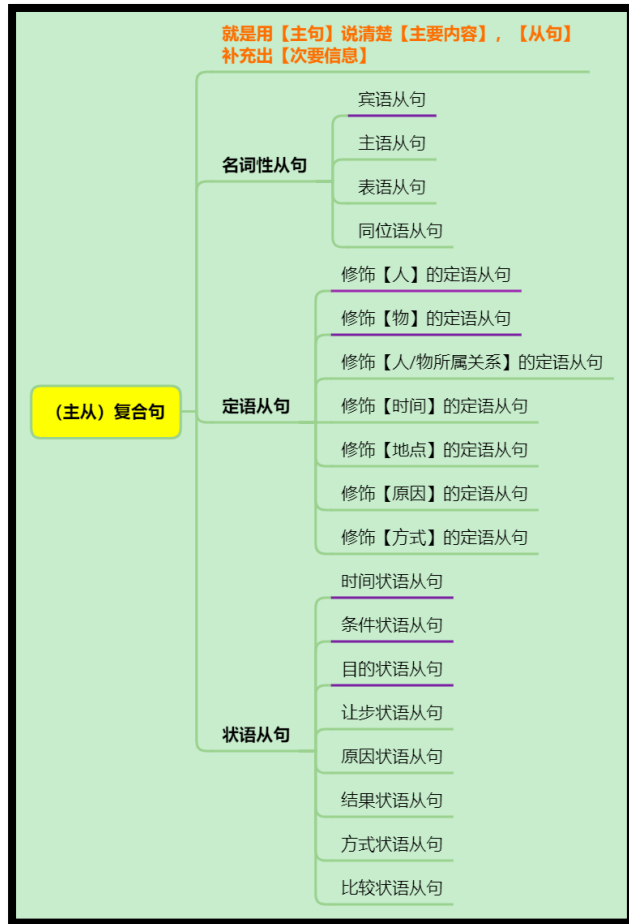 就是用【主句】说清楚【主要内容】，【从句】
补充出【次要信息】
宾语从句
主语从句
名词性从句
表语从句
同位语从句
修饰【人】的定语从句
修饰【物】的定语从句
修饰【人/物所属关系】的定语从句
（主从）复合句
定语从句
修饰【时间】的定语从句
修饰【地点】的定语从句
修饰【原因】的定语从句
修饰【方式】的定语从句
时间状语从句
条件状语从句
目的状语从句
让步状语从句
状语从句
原因状语从句
结果状语从句
方式状语从句
比较状语从句